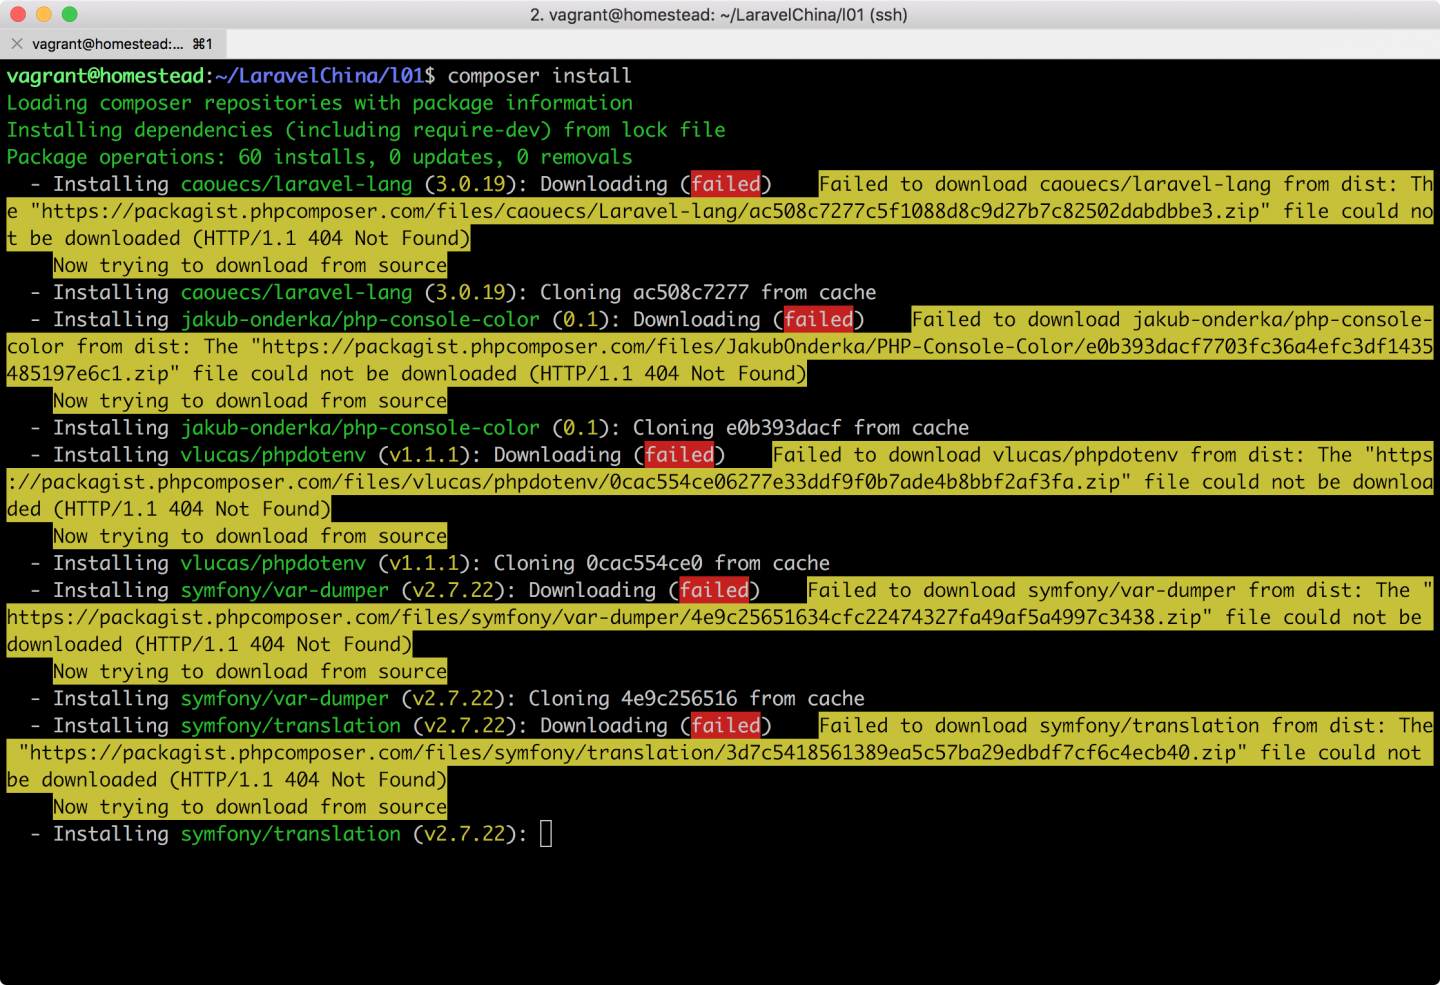 2. vagrant@homestead: ~/LaravelChina/l01 (ssh)
vagrant@homestead:... ⌘1
vagrant@homestead:~/LaravelChina/l01$ composer install
Loading composer repositories with package information
Installing dependencies (including require-dev) from lock file
Package operations: 60 installs, 0 updates, 0 removals
  - Installing caouecs/laravel-lang (3.0.19): Downloading (failed)    Failed to download caouecs/laravel-lang from dist: Th
e "https://packagist.phpcomposer.com/files/caouecs/Laravel-lang/ac508c7277c5f1088d8c9d27b7c82502dabdbbe3.zip" file could no
t be downloaded (HTTP/1.1 404 Not Found)
    Now trying to download from source
  - Installing caouecs/laravel-lang (3.0.19): Cloning ac508c7277 from cache
  - Installing jakub-onderka/php-console-color (0.1): Downloading (failed)    Failed to download jakub-onderka/php-console-
color from dist: The "https://packagist.phpcomposer.com/files/JakubOnderka/PHP-Console-Color/e0b393dacf7703fc36a4efc3df1435
485197e6c1.zip" file could not be downloaded (HTTP/1.1 404 Not Found)
    Now trying to download from source
  - Installing jakub-onderka/php-console-color (0.1): Cloning e0b393dacf from cache
  - Installing vlucas/phpdotenv (v1.1.1): Downloading (failed)    Failed to download vlucas/phpdotenv from dist: The "https
://packagist.phpcomposer.com/files/vlucas/phpdotenv/0cac554ce06277e33ddf9f0b7ade4b8bbf2af3fa.zip" file could not be downloa
ded (HTTP/1.1 404 Not Found)
    Now trying to download from source
  - Installing vlucas/phpdotenv (v1.1.1): Cloning 0cac554ce0 from cache
  - Installing symfony/var-dumper (v2.7.22): Downloading (failed)    Failed to download symfony/var-dumper from dist: The "
https://packagist.phpcomposer.com/files/symfony/var-dumper/4e9c25651634cfc22474327fa49af5a4997c3438.zip" file could not be
downloaded (HTTP/1.1 404 Not Found)
    Now trying to download from source
  - Installing symfony/var-dumper (v2.7.22): Cloning 4e9c256516 from cache
  - Installing symfony/translation (v2.7.22): Downloading (failed)    Failed to download symfony/translation from dist: The
 "https://packagist.phpcomposer.com/files/symfony/translation/3d7c5418561389ea5c57ba29edbdf7cf6c4ecb40.zip" file could not
be downloaded (HTTP/1.1 404 Not Found)
    Now trying to download from source
  - Installing symfony/translation (v2.7.22):